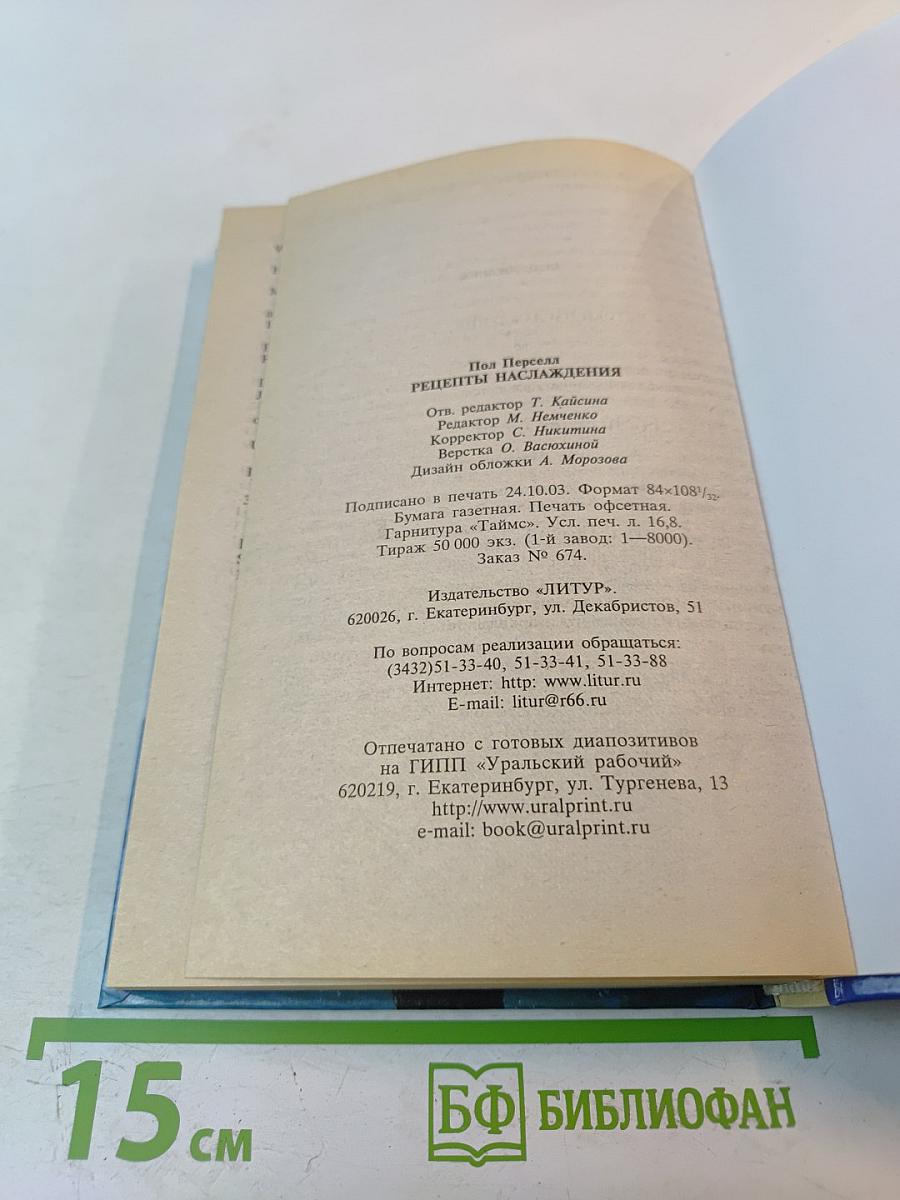 Пол Перселл
РЕЦЕПТЫ НАСЛАЖДЕНИЯ
Отв. редактор Т. Кайсина
Редактор М. Немченко
Корректор С. Никитина
Верстка О. Васюхиной
Дизайн обложки А. Морозова
Подписано в печать 24.10.03. Формат 84×108¹/₃₂.
Бумага газетная. Печать офсетная.
Гарнитура «Таймс». Усл. печ. л. 16,8.
Тираж 50 000 экз. (1-й завод: 1—8000).
Заказ № 674.
Издательство «ЛИТУР».
620026, г. Екатеринбург, ул. Декабристов, 51
По вопросам реализации обращаться:
(3432)51-33-40, 51-33-41, 51-33-88
Интернет: http: www.litur.ru
E-mail: litur@r66.ru
Отпечатано с готовых диапозитивов
на ГИПП «Уральский рабочий»
620219, г. Екатеринбург, ул. Тургенева, 13
http://www.uralprint.ru
e-mail: book@uralprint.ru
15 см
БФ БИБЛИОФАН